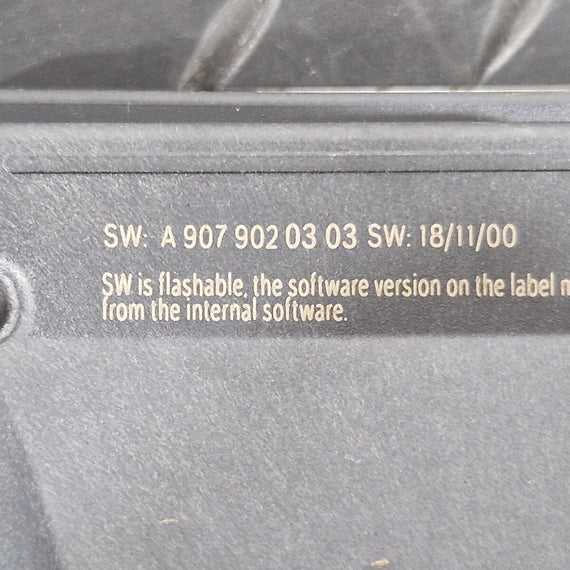 SW: A 907 902 03 03 SW: 18/11/00
SW is flashable, the software version on the label
from the internal software.